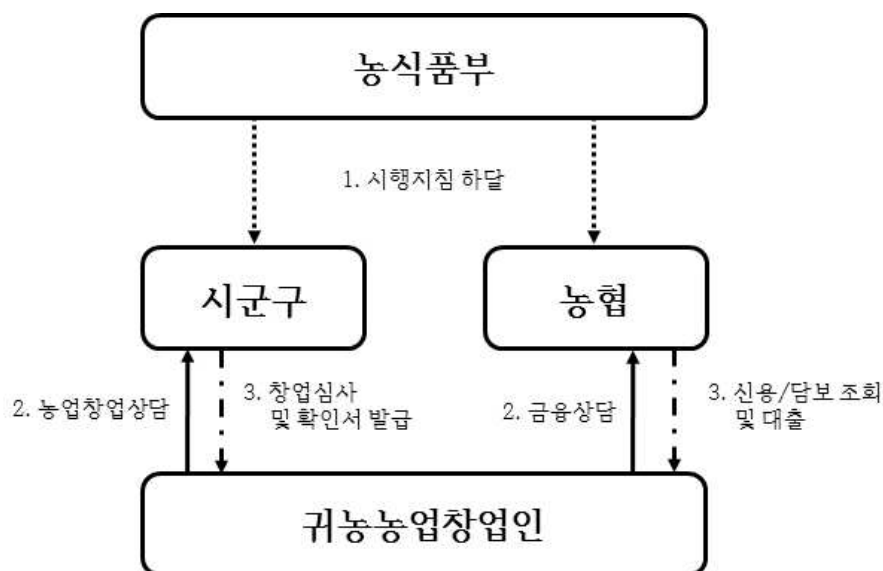 농식품부
1. 시행지침 하달
시군구
농협
2. 농업창업상담
3. 창업심사
및 확인서 발급
2. 금융상담
3. 신용/담보 조회
및 대출
귀농농업창업인